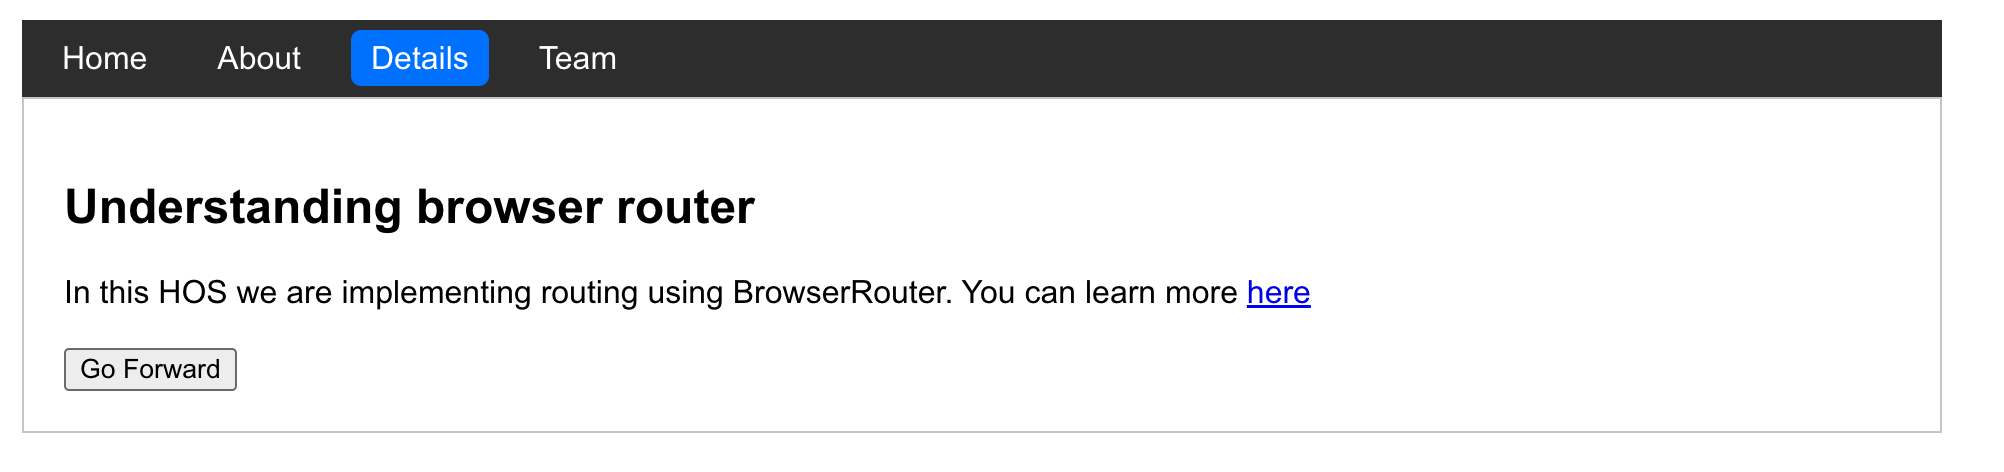 Home About Details Team
Understanding browser router
In this HOS we are implementing routing using BrowserRouter. You can learn more here
Go Forward